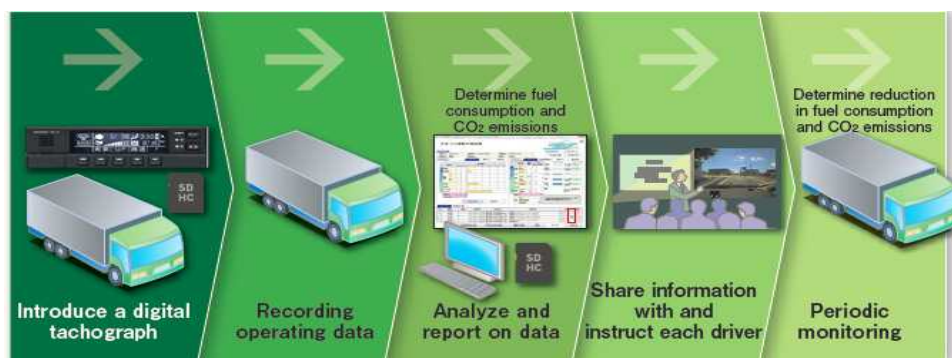 SD
HC
Introduce a digital
tachograph
Recording
operating data
Determine fuel
consumption and
CO2 emissions
SD
HC
Analyze and
report on data
Share information
with and
instruct each driver
Determine reduction
in fuel consumption
and CO2 emissions
Periodic
monitoring